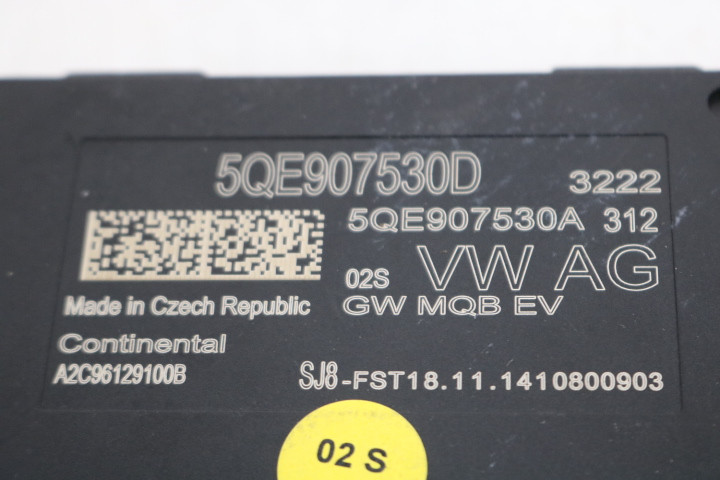 5QE907530D 3222
5QE907530A 312
02S VW AG
Made in Czech Republic GW MQB EV
Continental
A2C96129100B SJ8-FST18.11.1410800903
02 S